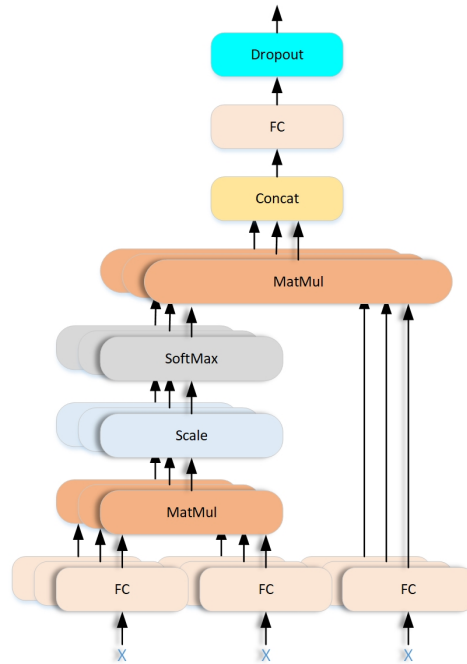 Dropout
FC
Concat
MatMul
SoftMax
Scale
MatMul
FC FC FC
X X X